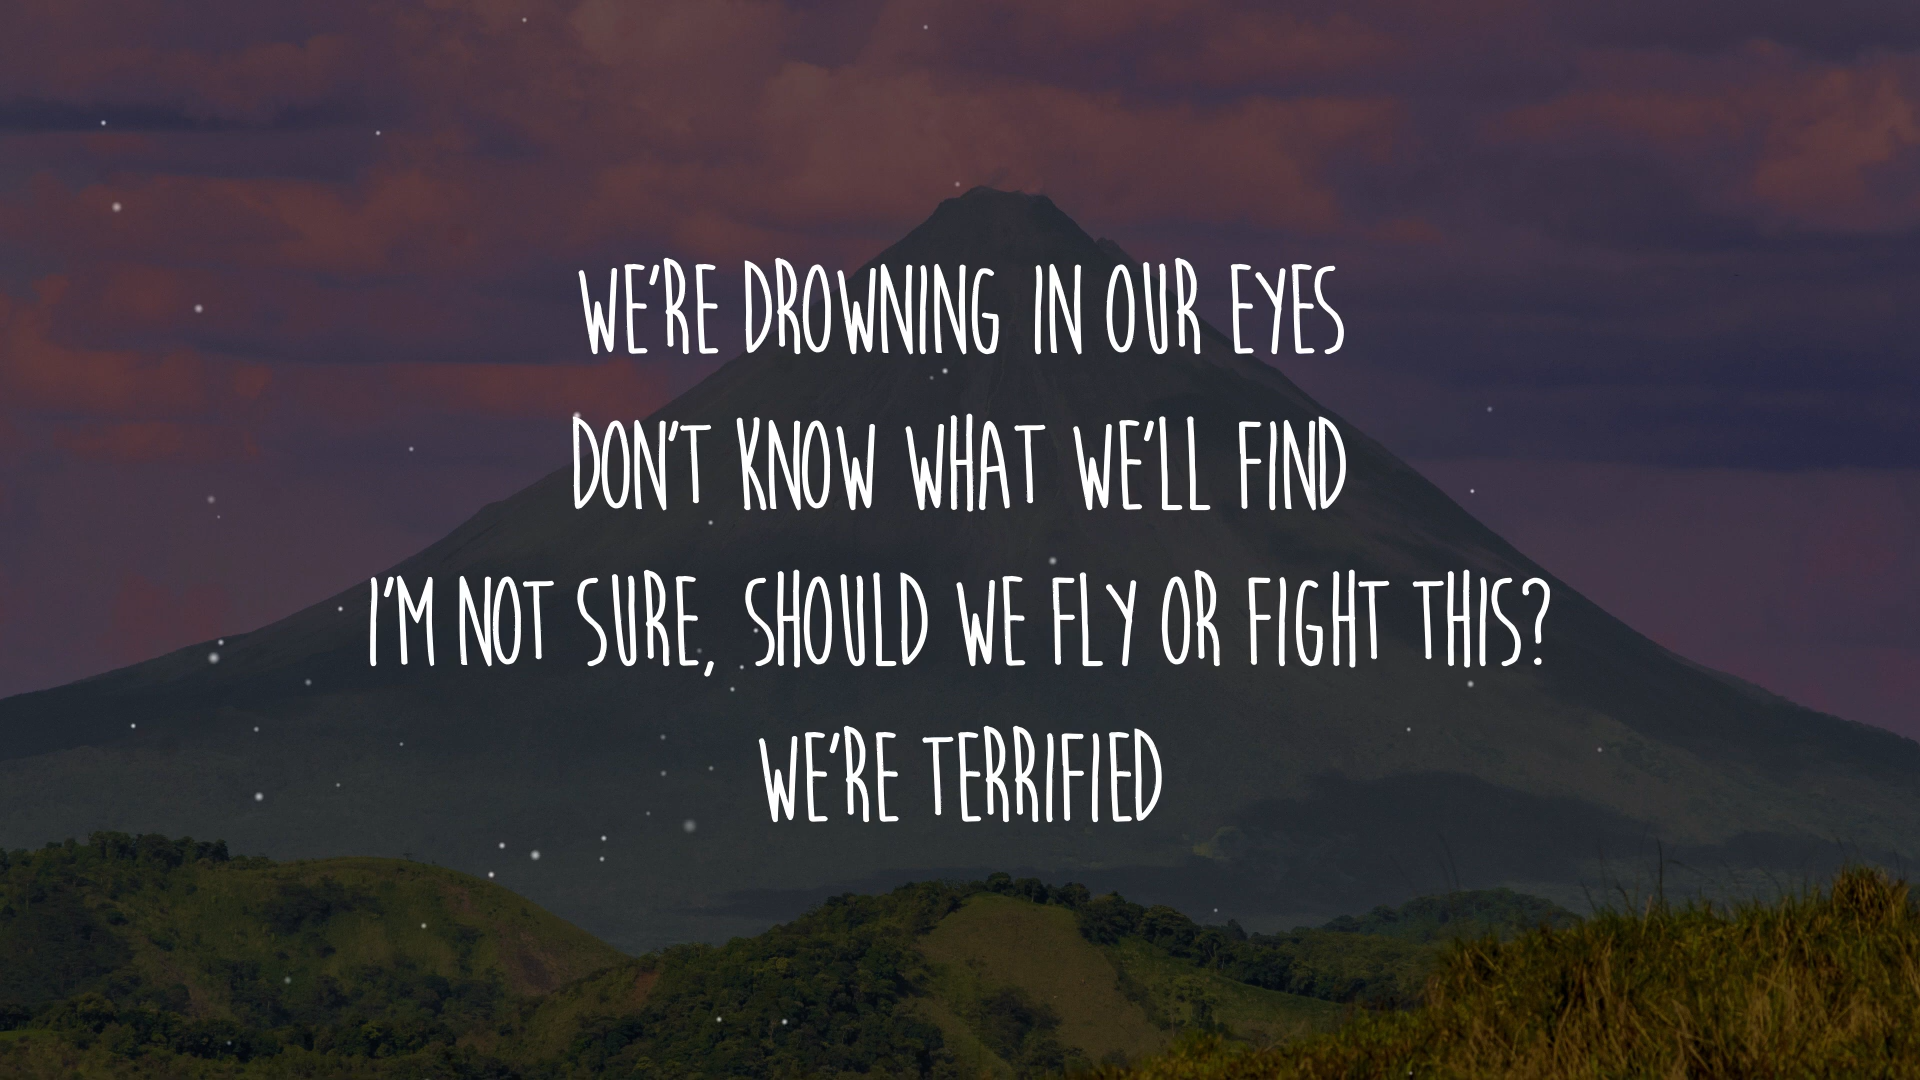 WE'RE DROWNING IN OUR EYES
DON'T KNOW WHAT WE'LL FIND
I'M NOT SURE, SHOULD WE FLY OR FIGHT THIS?
WE'RE TERRIFIED